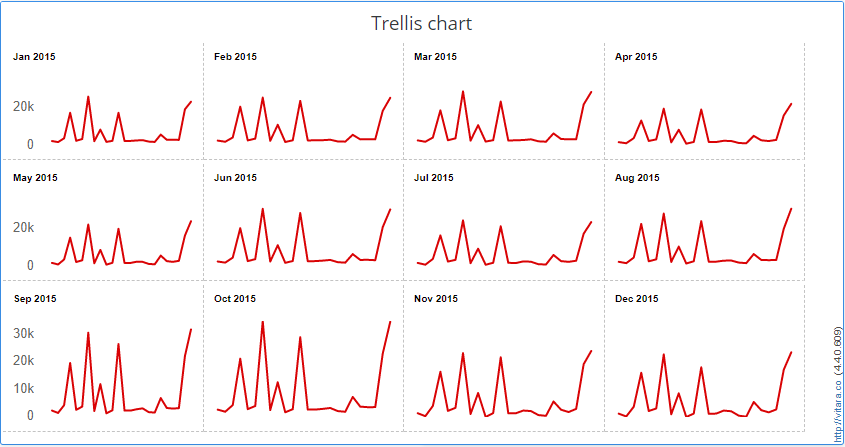 Trellis chart
Jan 2015
Feb 2015
Mar 2015
Apr 2015
20k
0
May 2015
Jun 2015
Jul 2015
Aug 2015
20k
0
Sep 2015
Oct 2015
Nov 2015
Dec 2015
30k
20k
10k
0
http://vitara.co (4.4.0.609)